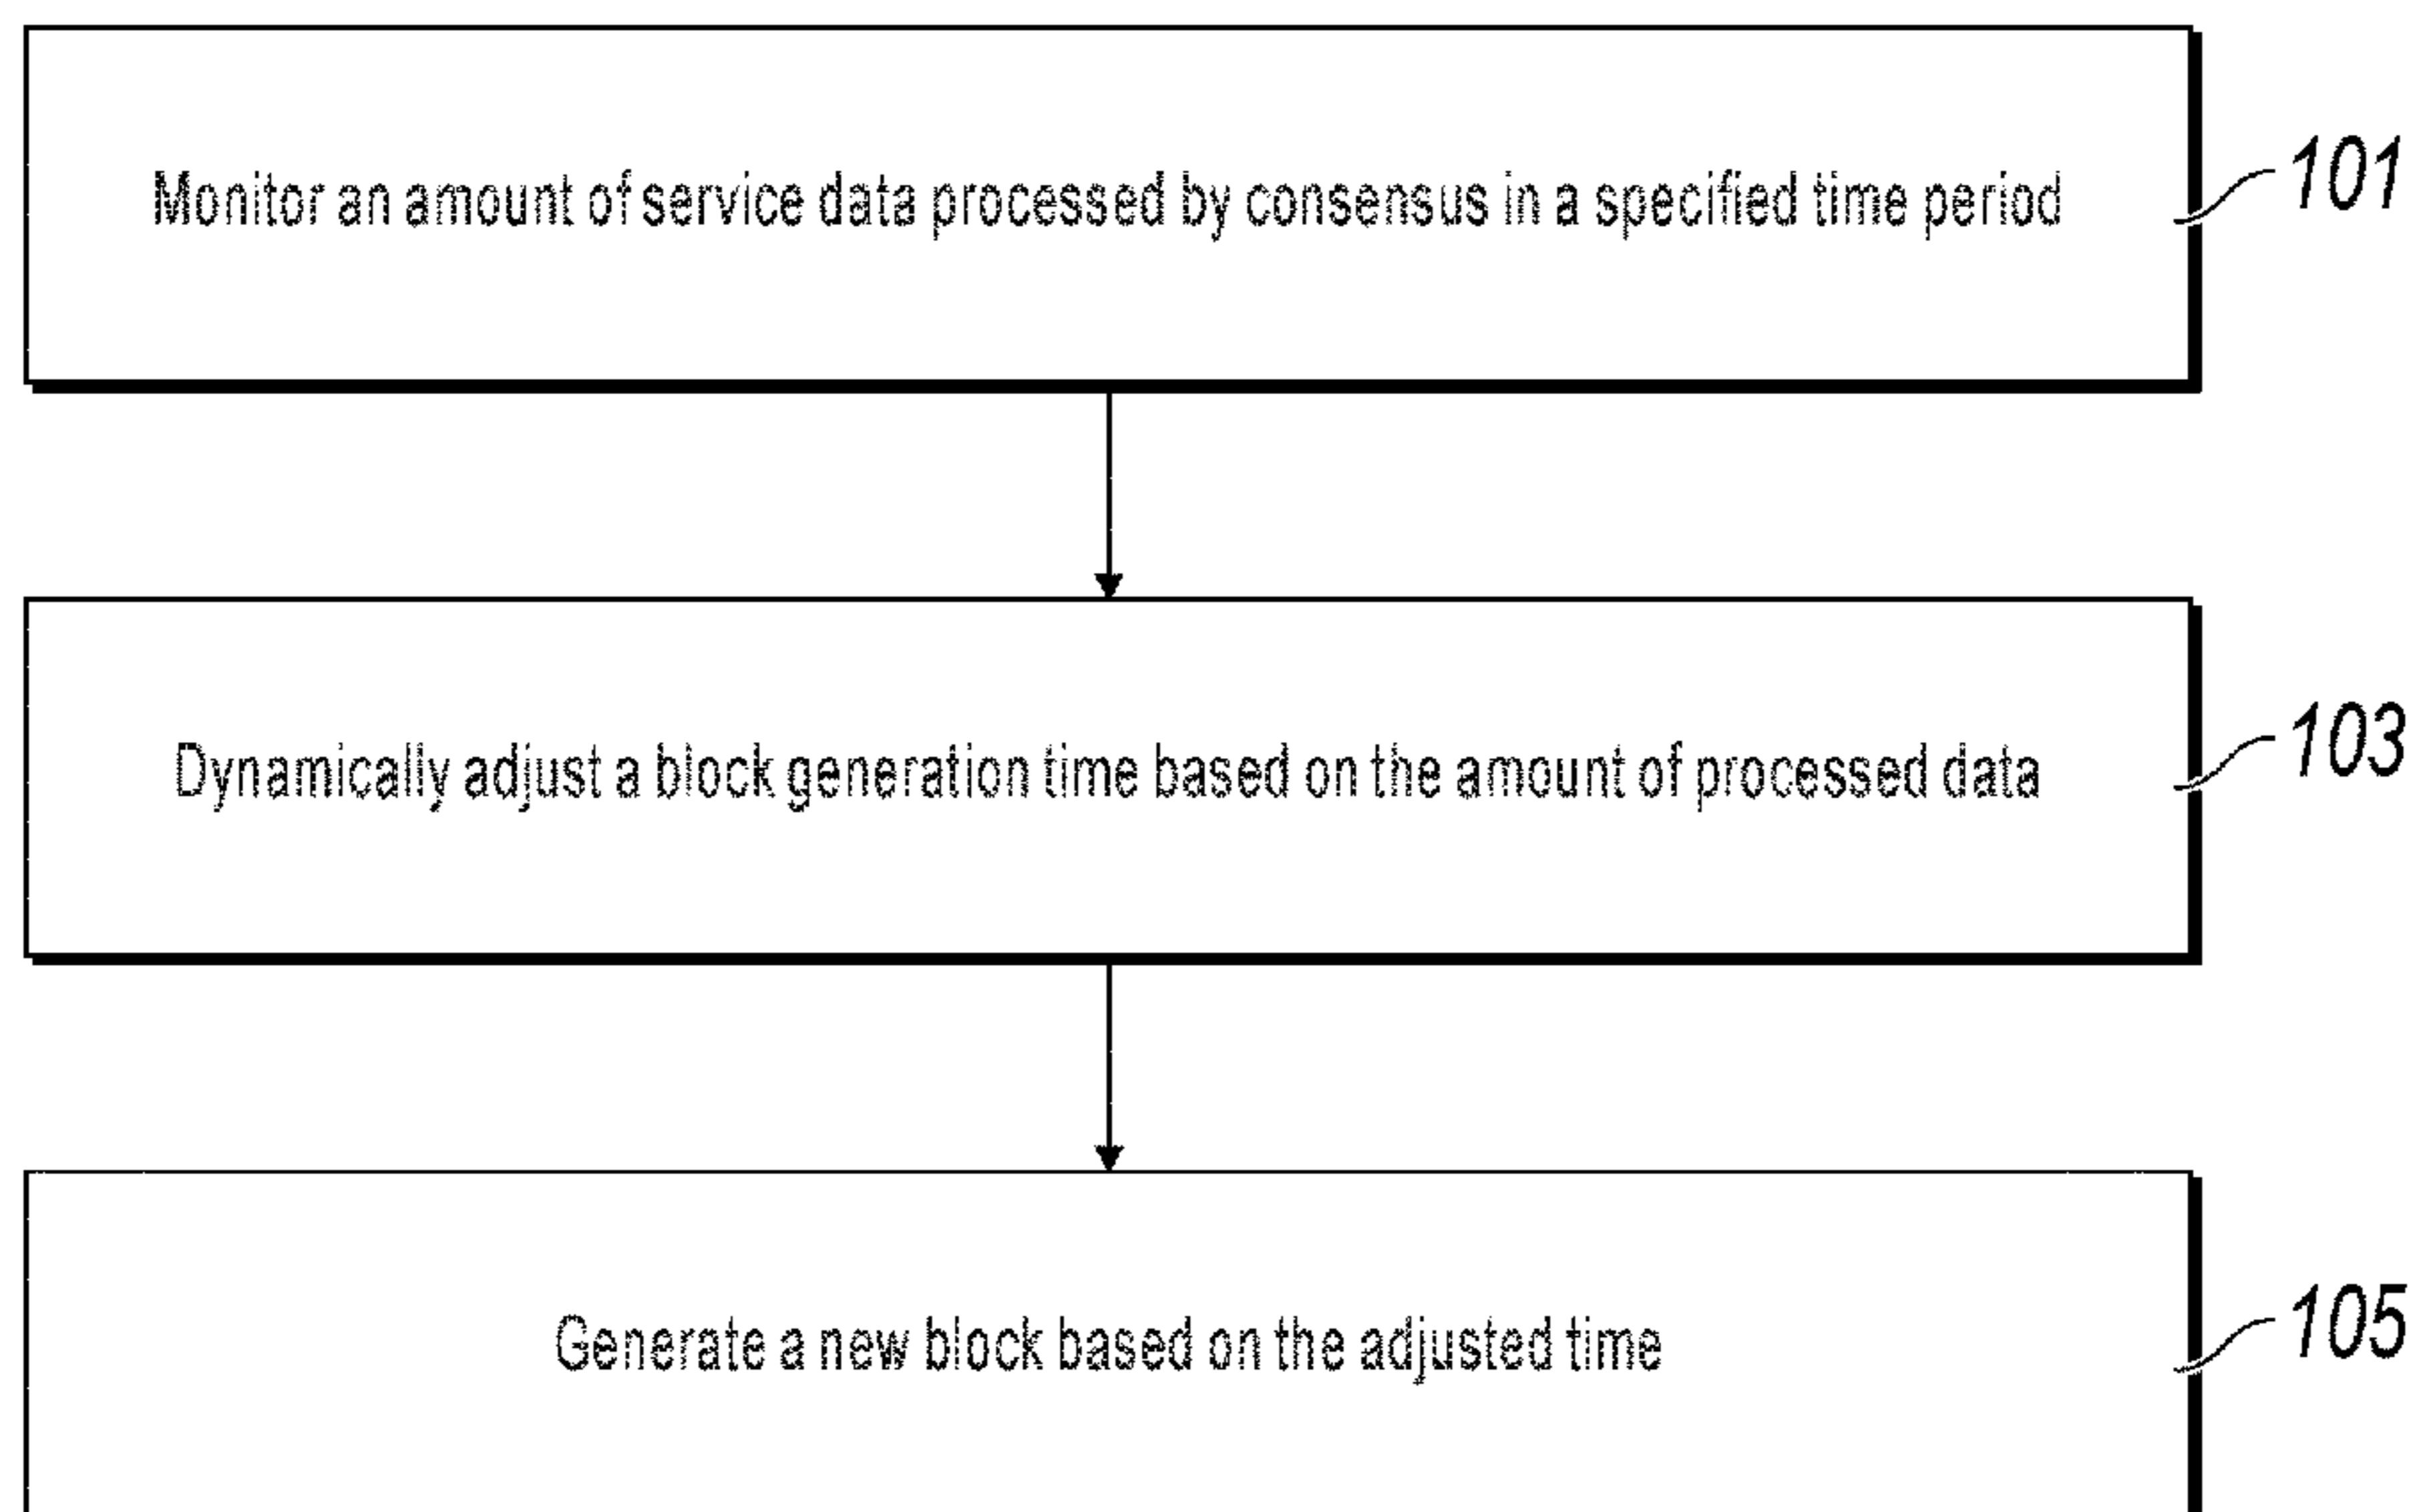 Monitor an amount of service data processed by consensus in a specified time period
101
Dynamically adjust a block generation time based on the amount of processed data
103
Generate a new block based on the adjusted time
105